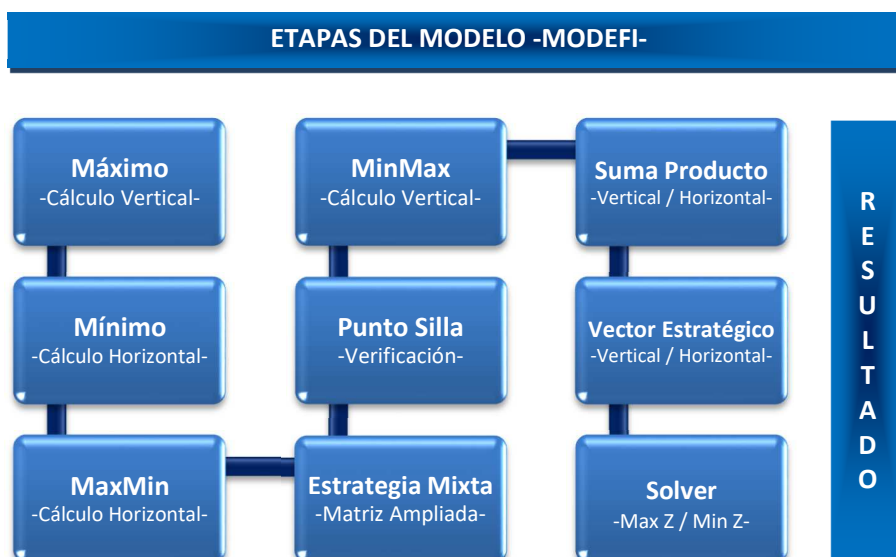 ETAPAS DEL MODELO -MODEFI-
Máximo
-Cálculo Vertical-
Mínimo
-Cálculo Horizontal-
MaxMin
-Cálculo Horizontal-
Estrategia Mixta
-Matriz Ampliada-
Punto Silla
-Verificación-
MinMax
-Cálculo Vertical-
Suma Producto
-Vertical / Horizontal-
Vector Estratégico
-Vertical / Horizontal-
Solver
-Max Z / Min Z-
RESULTADO